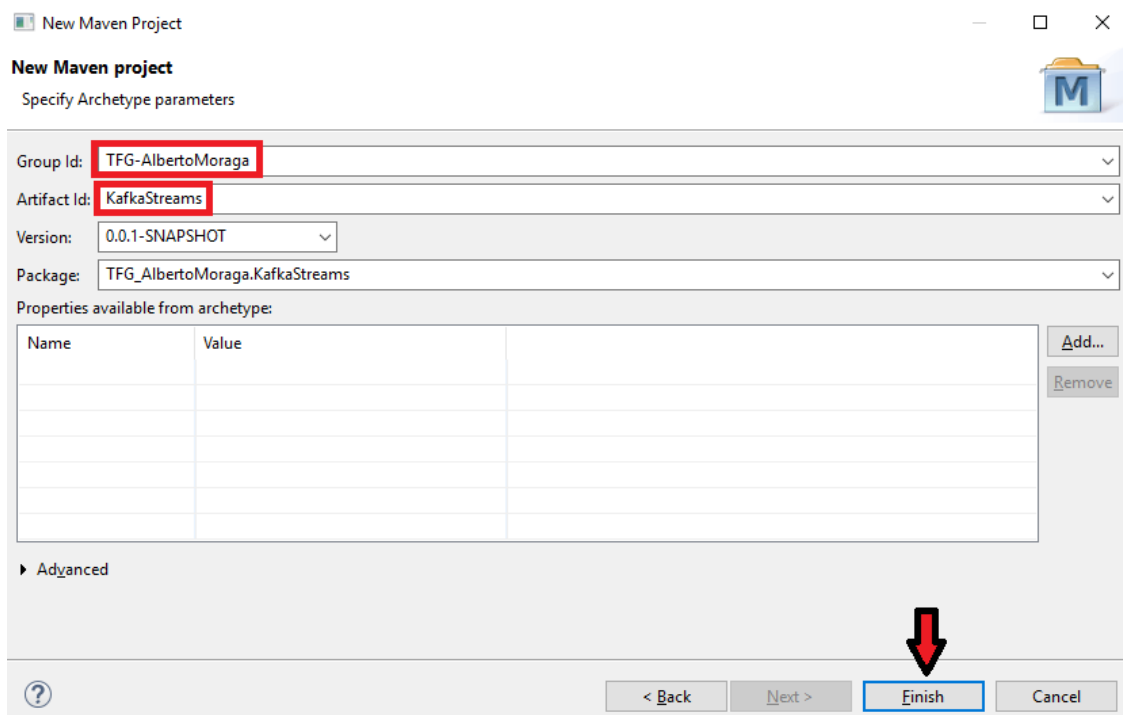 New Maven Project
New Maven project
Specify Archetype parameters
M
Group Id: TFG-AlbertoMoraga
Artifact Id: KafkaStreams
Version: 0.0.1-SNAPSHOT
Package: TFG_AlbertoMoraga.KafkaStreams
Properties available from archetype:
Name Value
Add...
Remove
Advanced
? < Back Next > Finish Cancel